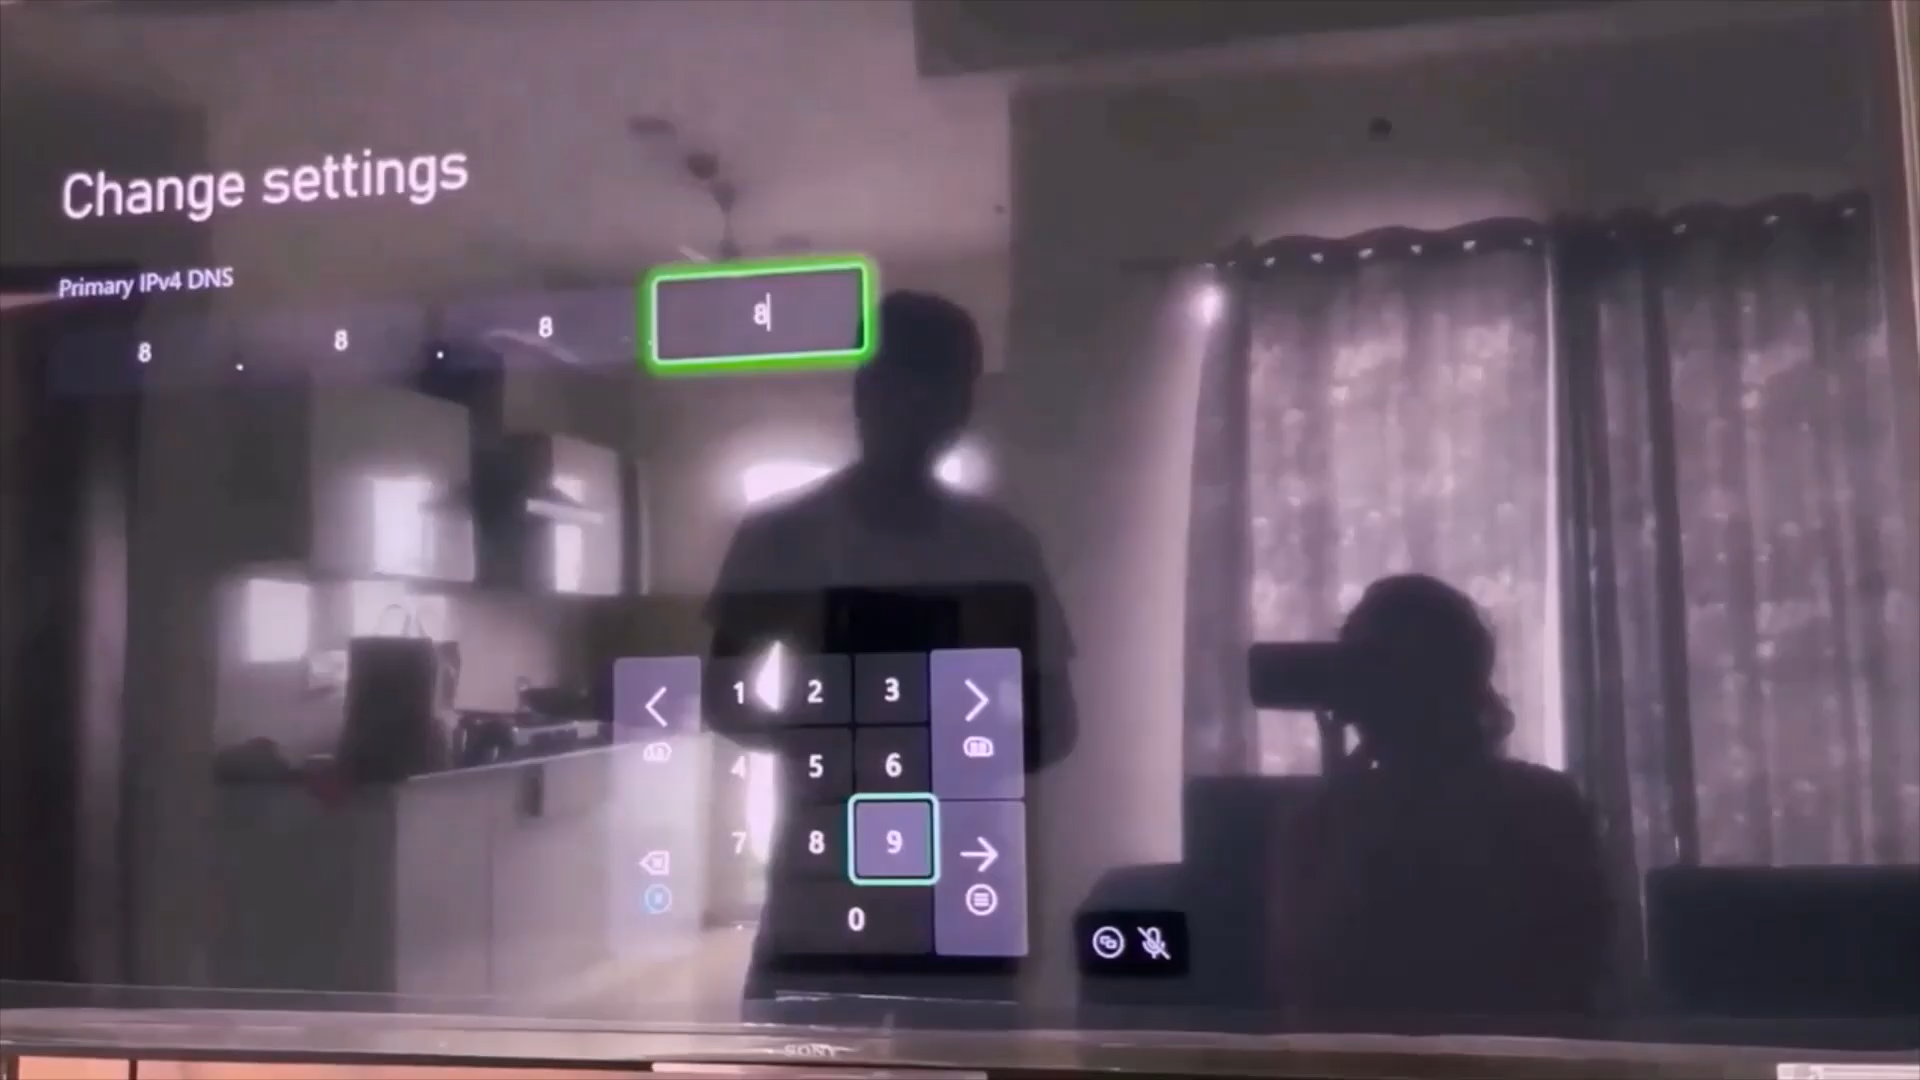 Change settings
Primary IPv4 DNS
8 . 8 . 8 . 8
1 2 3
4 5 6
7 8 9
0
SONY